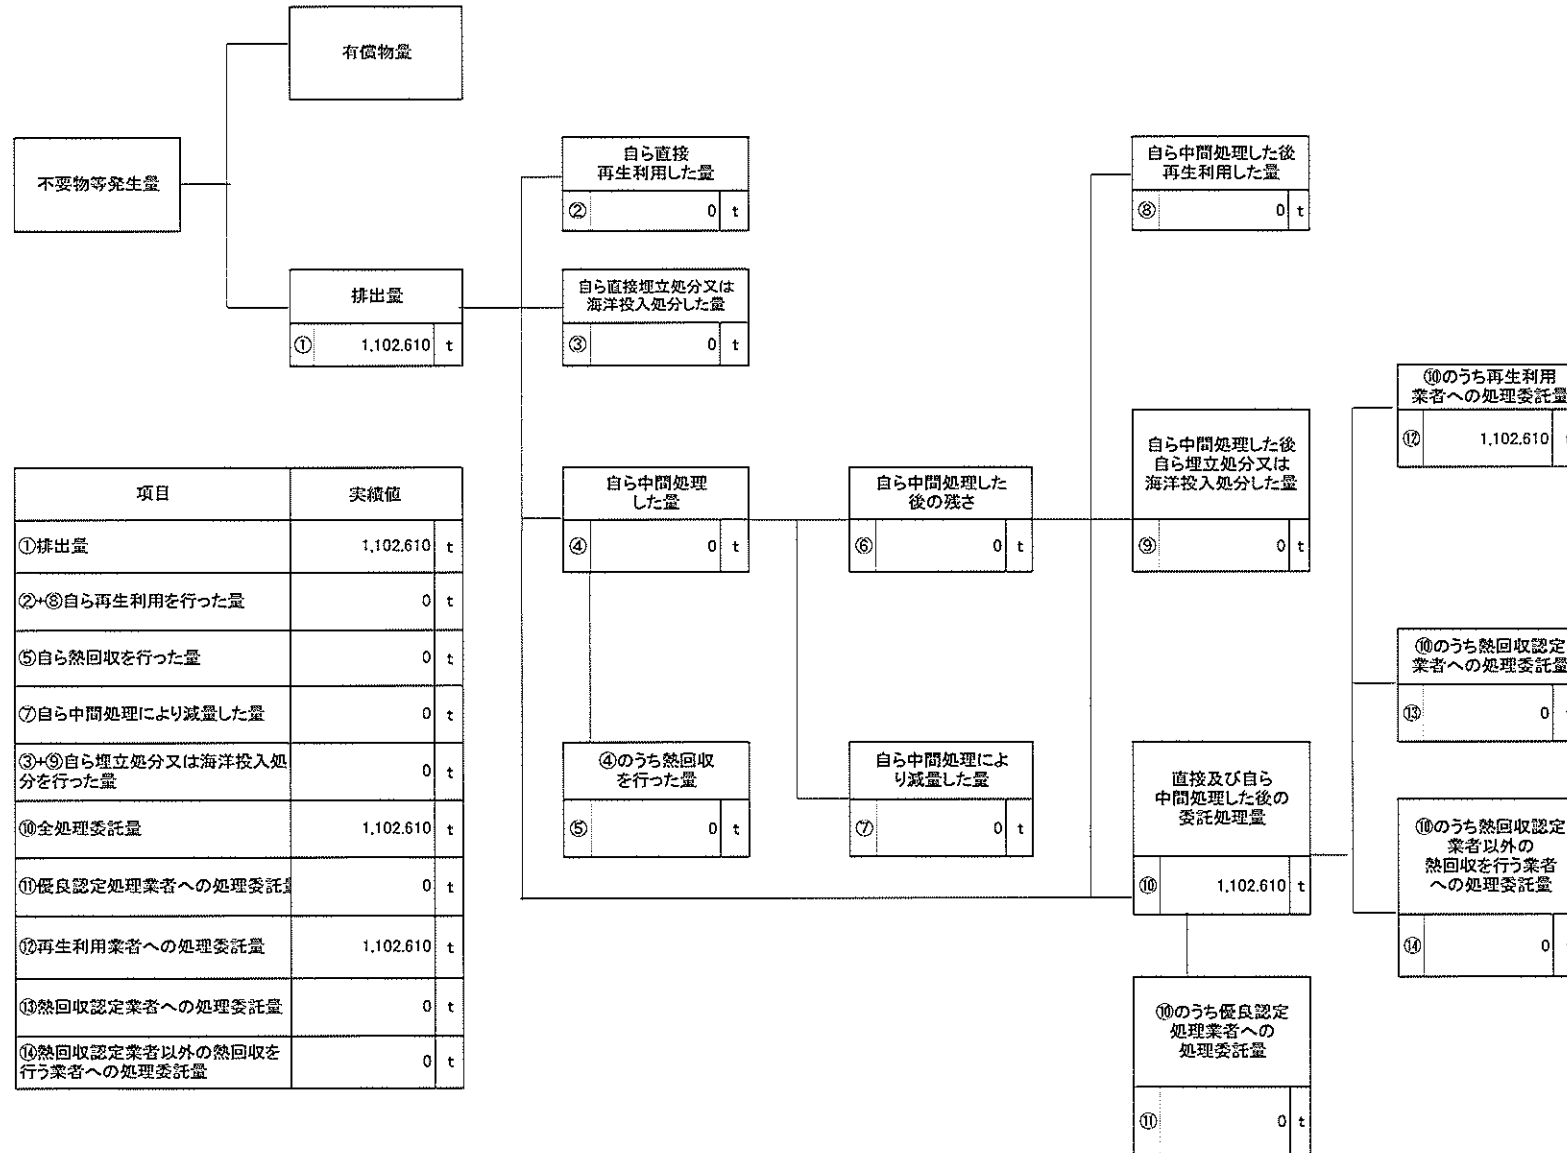 有償物量
不要物等発生量
排出量
① 1,102.610 t
自ら直接
再生利用した量
② 0 t
自ら直接埋立処分又は
海洋投入処分した量
③ 0 t
自ら中間処理
した量
④ 0 t
④のうち熱回収
を行った量
⑤ 0 t
自ら中間処理した
後の残さ
⑥ 0 t
自ら中間処理によ
り減量した量
⑦ 0 t
自ら中間処理した後
再生利用した量
⑧ 0 t
自ら中間処理した後
自ら埋立処分又は
海洋投入処分した量
⑨ 0 t
直接及び自ら
中間処理した後の
委託処理量
⑩ 1,102.610 t
⑩のうち優良認定
処理業者への
処理委託量
⑪ 0 t
⑩のうち再生利用
業者への処理委託量
⑫ 1,102.610
⑩のうち熱回収認定
業者への処理委託量
⑬ 0
⑩のうち熱回収認定
業者以外の
熱回収を行う業者
への処理委託量
⑭ 0
項目 実績値
①排出量 1,102.610 t
②+⑧自ら再生利用を行った量 0 t
⑤自ら熱回収を行った量 0 t
⑦自ら中間処理により減量した量 0 t
③+⑨自ら埋立処分又は海洋投入処
分を行った量 0 t
⑩全処理委託量 1,102.610 t
⑪優良認定処理業者への処理委託量 0 t
⑫再生利用業者への処理委託量 1,102.610 t
⑬熱回収認定業者への処理委託量 0 t
⑭熱回収認定業者以外の熱回収を
行う業者への処理委託量 0 t